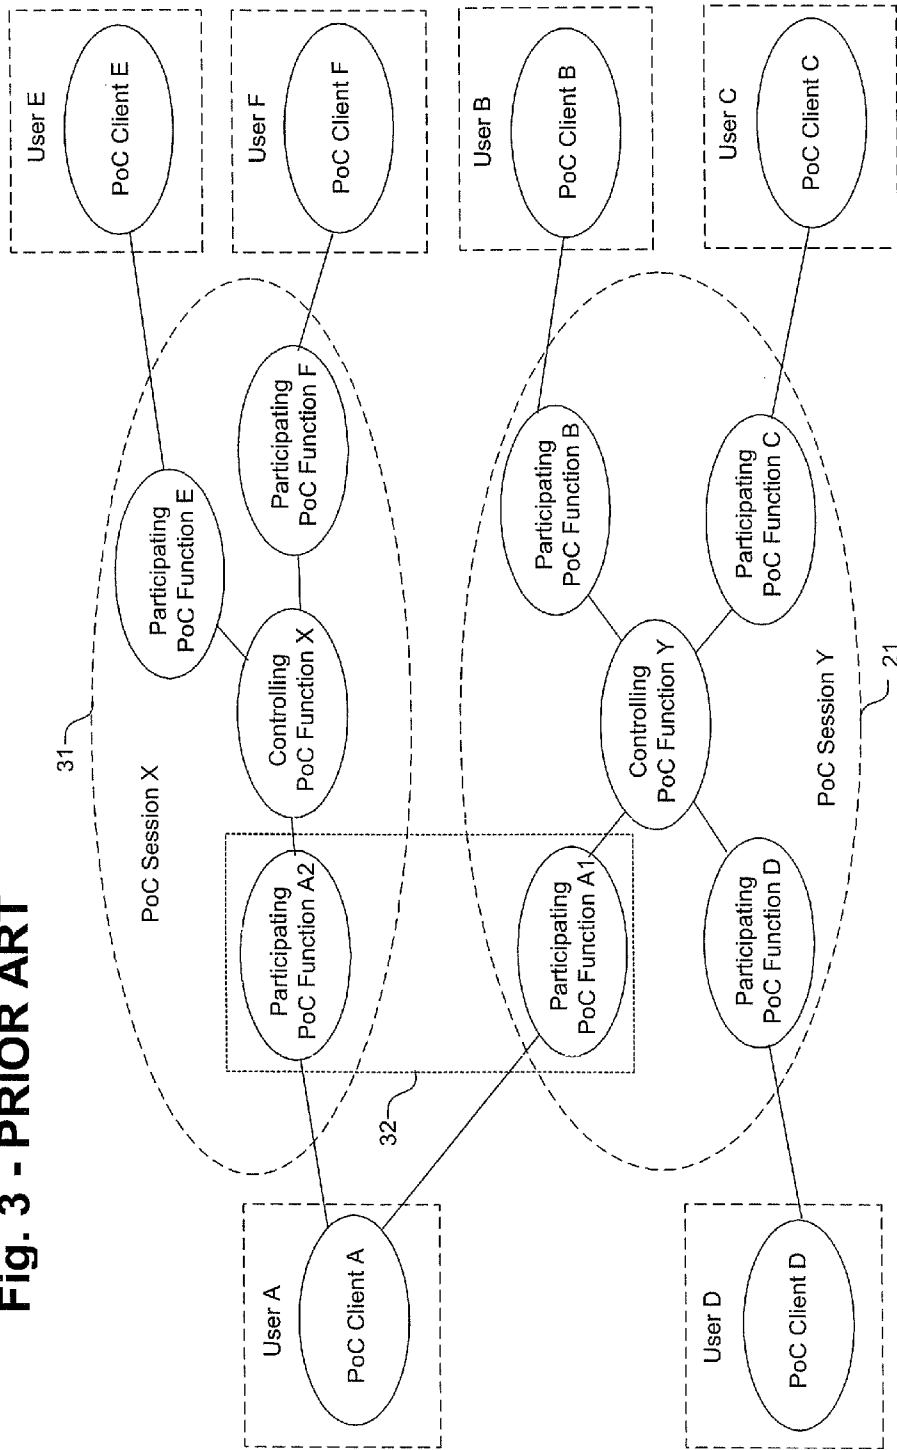 Fig. 3 - PRIOR ART
User A
PoC Client A
User D
PoC Client D
32
31
PoC Session X
Participating
PoC Function A2
Controlling
PoC Function X
Participating
PoC Function E
Participating
PoC Function F
Participating
PoC Function A1
Participating
PoC Function D
Controlling
PoC Function Y
Participating
PoC Function B
Participating
PoC Function C
PoC Session Y
21
User E
PoC Client E
User F
PoC Client F
User B
PoC Client B
User C
PoC Client C